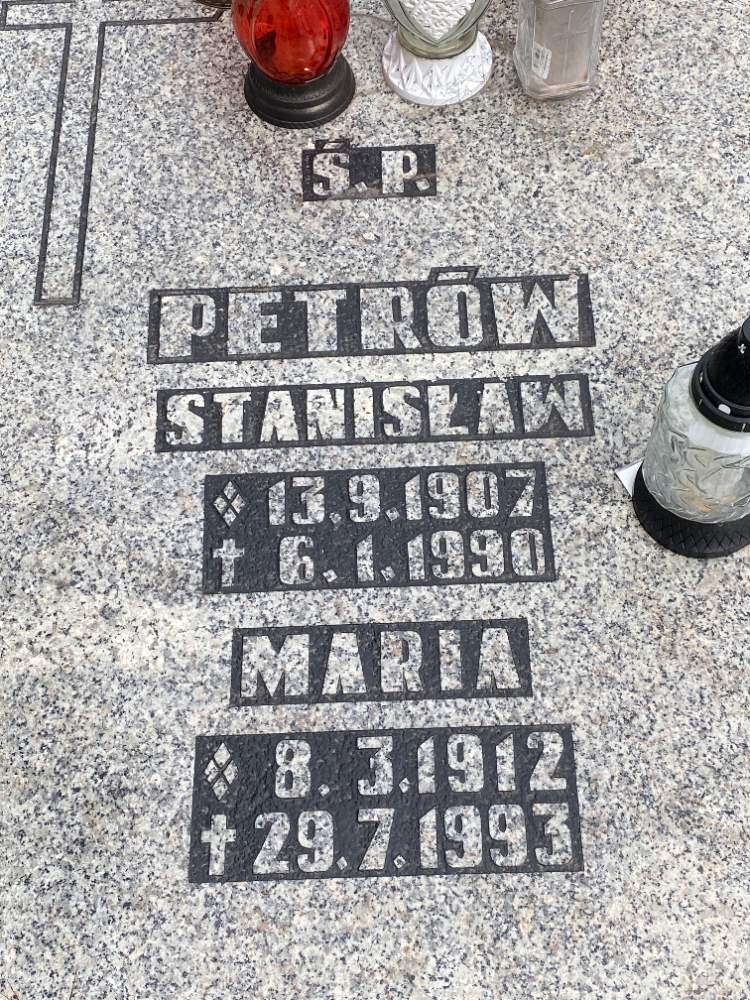 Ś.P.
PETRÓW
STANISŁAW
13.9.1907
✝ 6.1.1990
MARIA
8.3.1912
✝ 29.7.1993